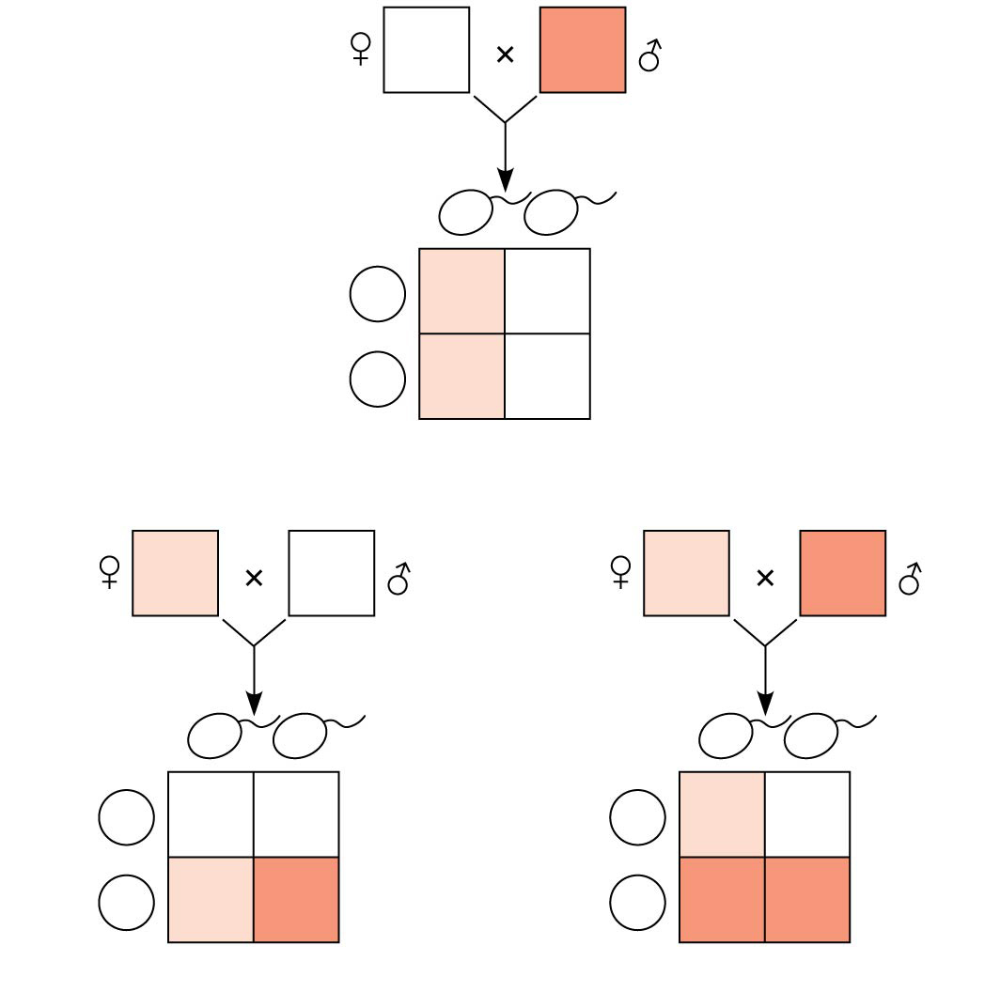 ♀ × ♂
♀ × ♂ ♀ × ♂